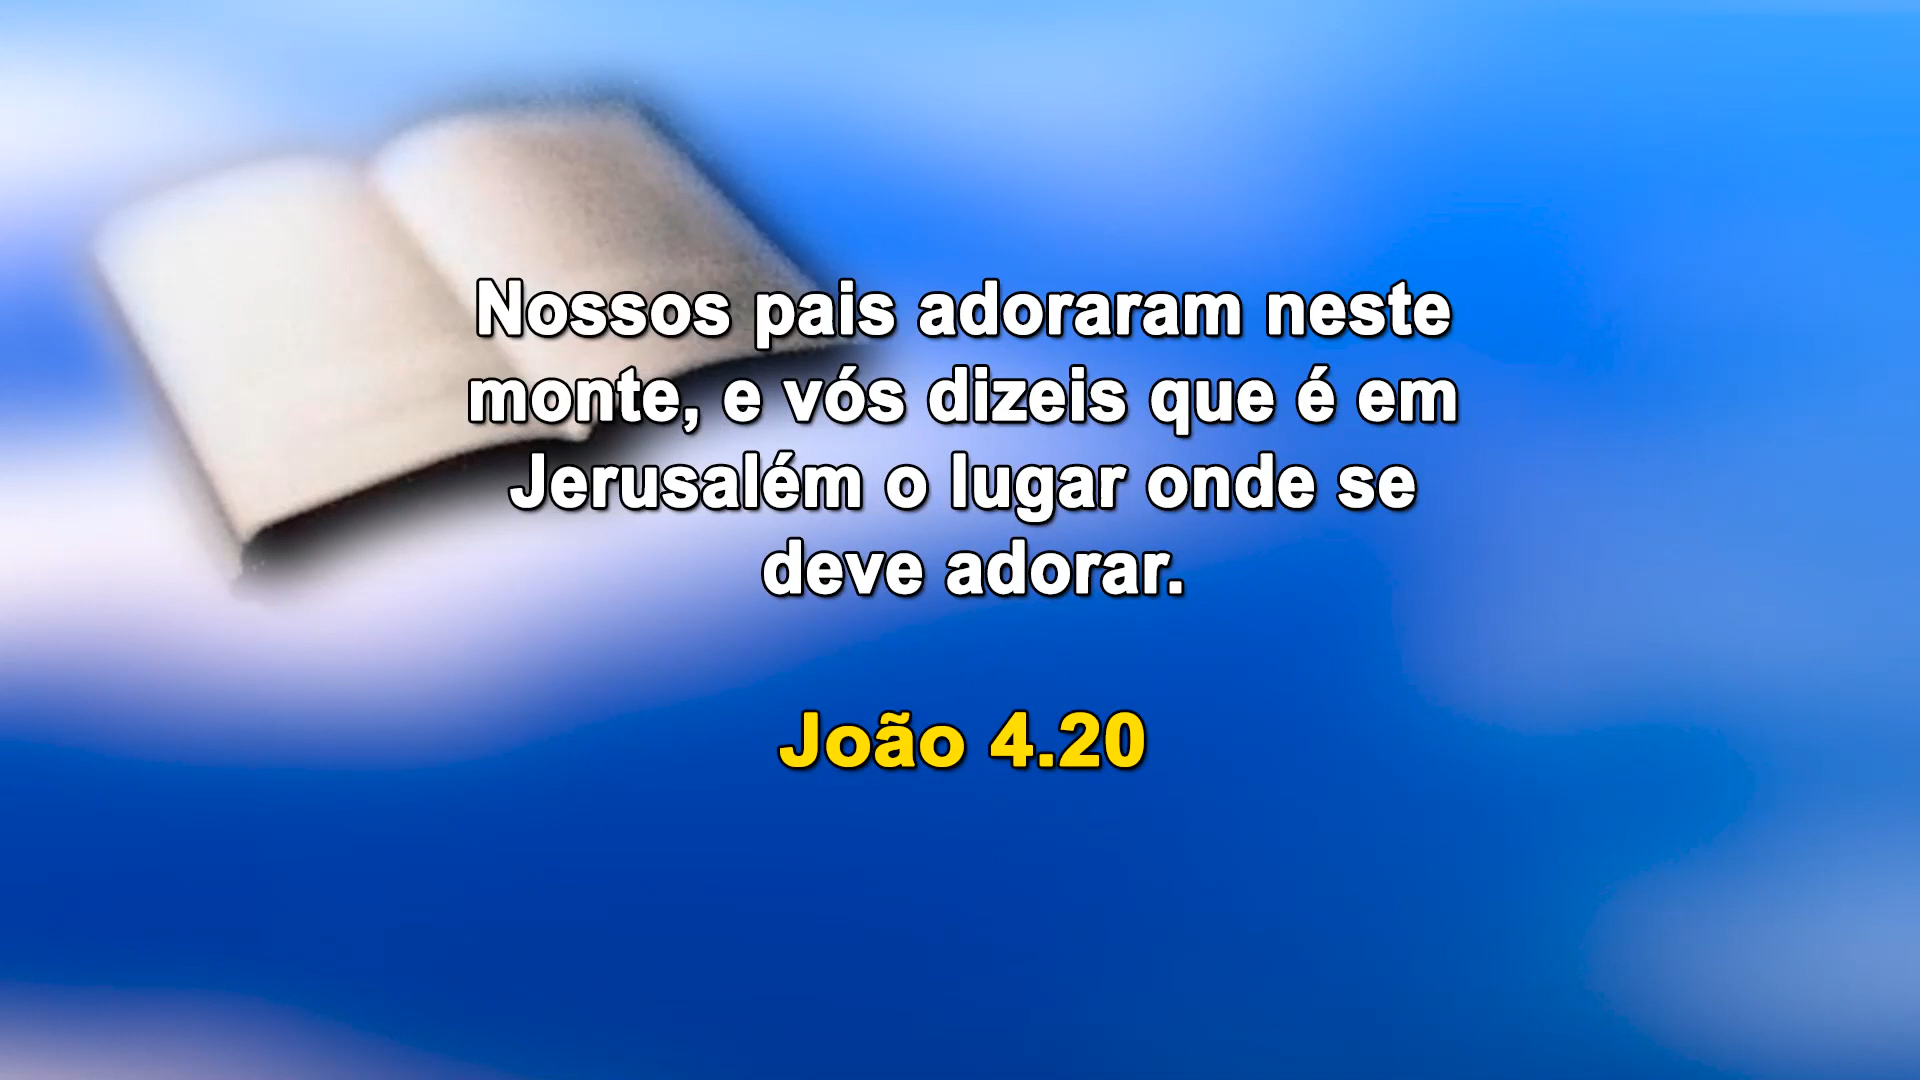 Nossos pais adoraram neste
monte, e vós dizeis que é em
Jerusalém o lugar onde se
deve adorar.
João 4.20